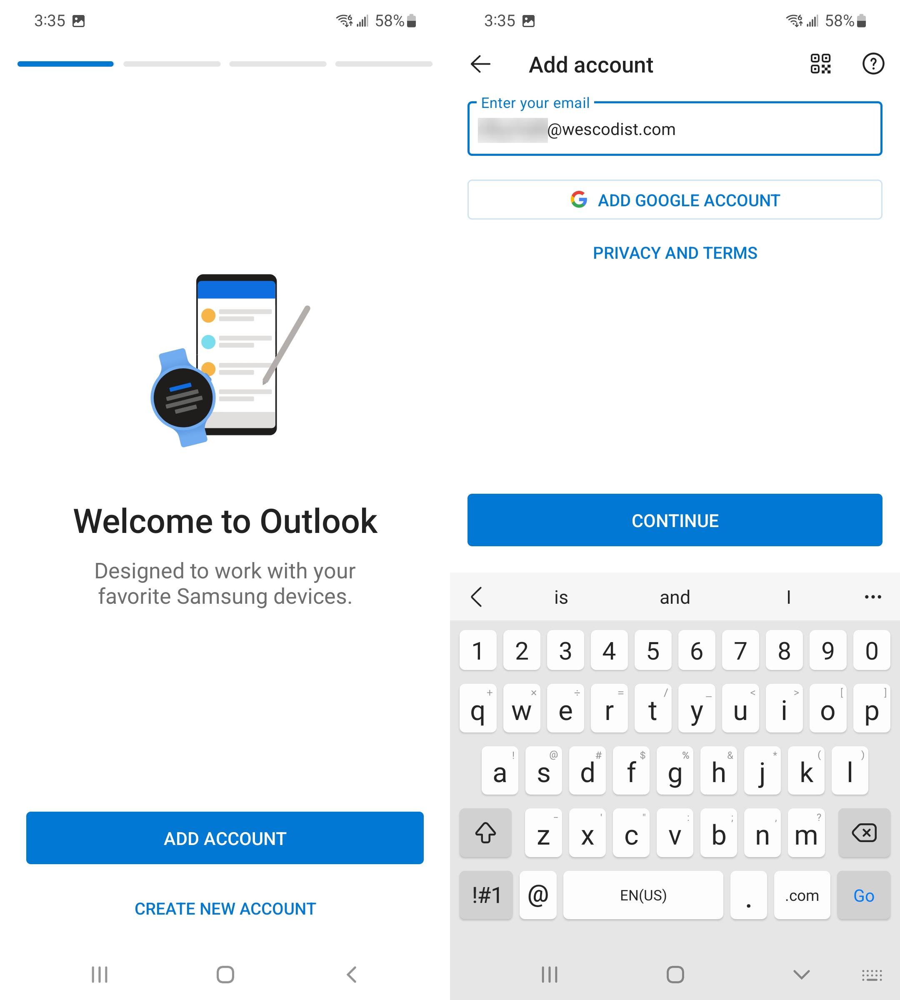 3:35
58%
Welcome to Outlook
Designed to work with your
favorite Samsung devices.
ADD ACCOUNT
CREATE NEW ACCOUNT
3:35
58%
Add account
Enter your email
@wescodist.com
ADD GOOGLE ACCOUNT
PRIVACY AND TERMS
CONTINUE
is and I
1 2 3 4 5 6 7 8 9 0
+ × ÷ = / _ < > [ ]
q w e r t y u i o p
! @ # $ % & * ( )
a s d f g h j k l
- ' " : ; , ?
z x c v b n m
!#1 @ EN(US) . .com Go